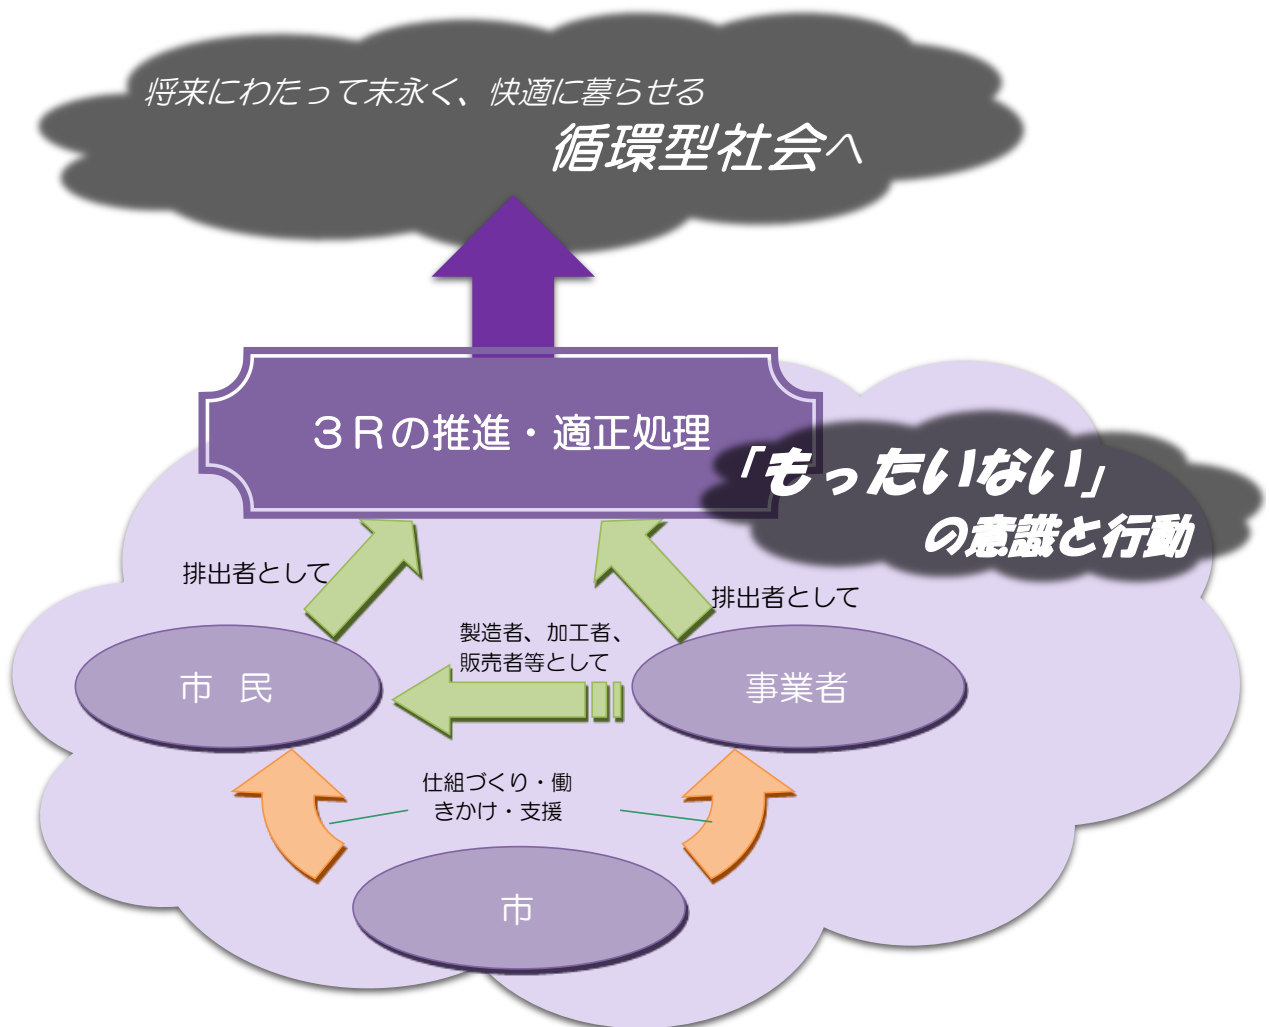 将来にわたって末永く、快適に暮らせる
循環型社会へ
３Rの推進・適正処理
「もったいない」
の意識と行動
排出者として
排出者として
製造者、加工者、
販売者等として
市 民
事業者
仕組づくり・働
きかけ・支援
市